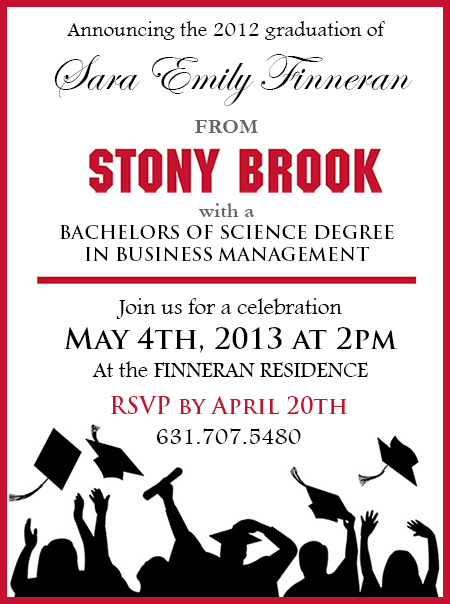 Announcing the 2012 graduation of
Sara Emily Finneran
FROM
STONY BROOK
with a
BACHELORS OF SCIENCE DEGREE
IN BUSINESS MANAGEMENT
Join us for a celebration
MAY 4TH, 2013 AT 2PM
At the FINNERAN RESIDENCE
RSVP BY APRIL 20TH
631.707.5480